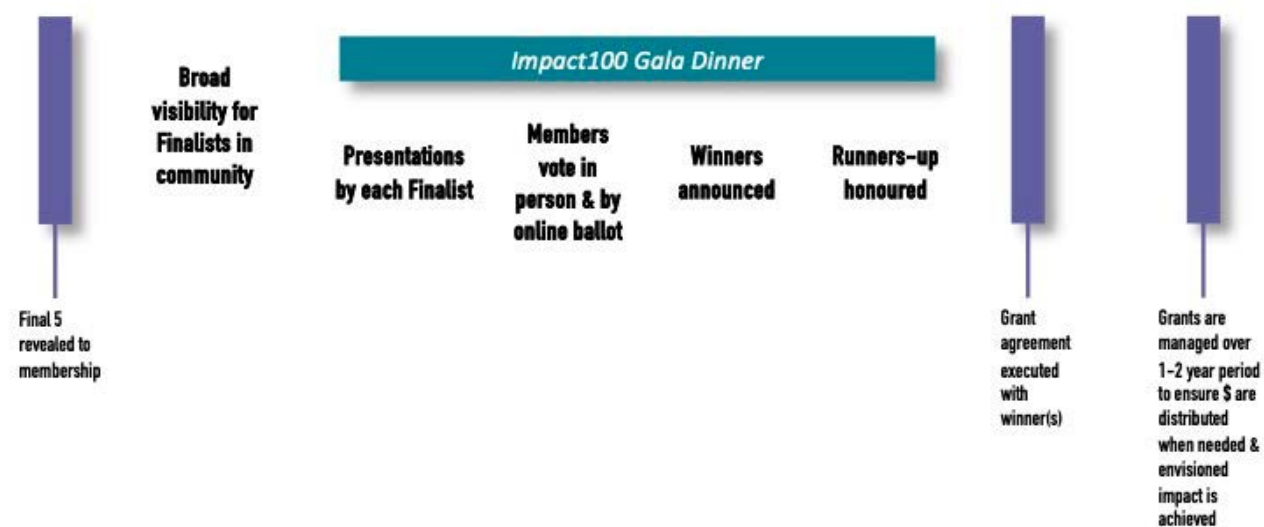 Impact100 Gala Dinner
Broad
visibility for
Finalists in
community
Presentations
by each Finalist
Members
vote in
person & by
online ballot
Winners
announced
Runners-up
honoured
Final 5
revealed to
membership
Grant
agreement
executed
with
winner(s)
Grants are
managed over
1-2 year period
to ensure $ are
distributed
when needed &
envisioned
impact is
achieved